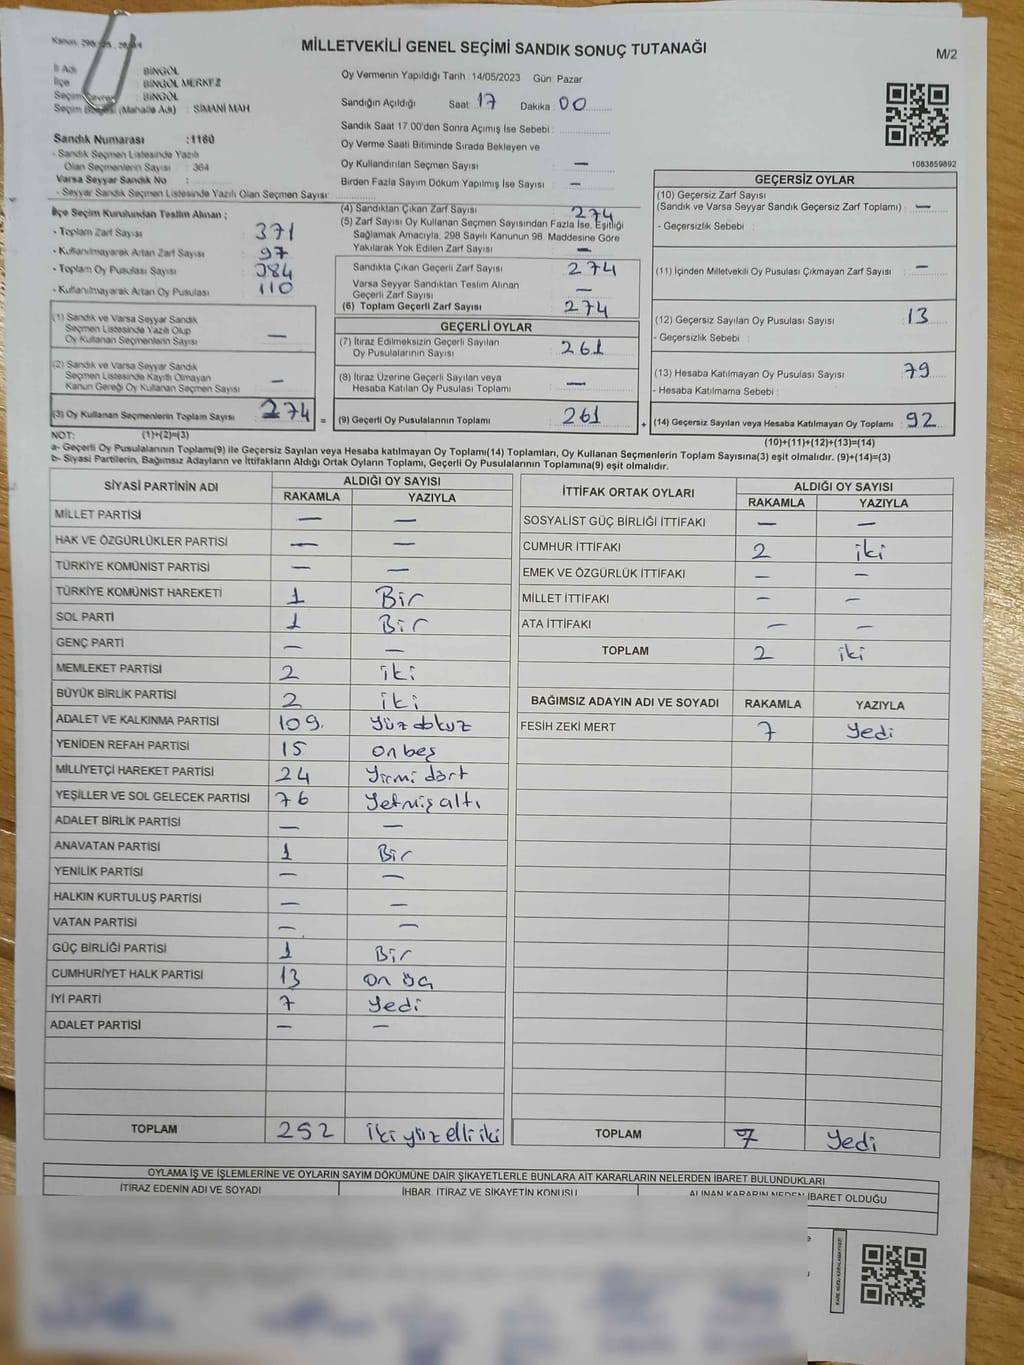 MİLLETVEKİLİ GENEL SEÇİMİ SANDIK SONUÇ TUTANAĞI
M/2
İl Adı : BİNGÖL
İlçe : BİNGÖL MERKEZ
Seçim Çevresi : BİNGÖL
Seçim Bölgesi (Mahalle Adı) : SİMANİ MAH
Sandık Numarası :1160
- Sandık Seçmen Listesinde Yazılı
Olan Seçmenlerin Sayısı : 364
Varsa Seyyar Sandık No :
- Seyyar Sandık Seçmen Listesinde Yazılı Olan Seçmen Sayısı :
Oy Vermenin Yapıldığı Tarih :14/05/2023 Gün: Pazar
Sandığın Açıldığı Saat: 17 Dakika : 00
Sandık Saat 17:00'den Sonra Açımış İse Sebebi :
Oy Verme Saati Bitiminde Sırada Bekleyen ve
Oy Kullandırılan Seçmen Sayısı : —
Birden Fazla Sayım Döküm Yapılmış İse Sayısı : —
1083859892
İlçe Seçim Kurulundan Teslim Alınan ;
- Toplam Zarf Sayısı : 371
- Kullanılmayarak Artan Zarf Sayısı : 97
- Toplam Oy Pusulası Sayısı : 384
- Kullanılmayarak Artan Oy Pusulası : 110
(1) Sandık ve Varsa Seyyar Sandık
Seçmen Listesinde Yazılı Olup
Oy Kullanan Seçmenlerin Sayısı : —
(2) Sandık ve Varsa Seyyar Sandık
Seçmen Listesinde Kayıtlı Olmayan
Kanun Gereği Oy Kullanan Seçmen Sayısı : —
(3) Oy Kullanan Seçmenlerin Toplam Sayısı : 274
(4) Sandıktan Çıkan Zarf Sayısı : 274
(5) Zarf Sayısı Oy Kullanan Seçmen Sayısından Fazla İse, Eşitliği
Sağlamak Amacıyla, 298 Sayılı Kanunun 98. Maddesine Göre
Yakılarak Yok Edilen Zarf Sayısı : —
Sandıkta Çıkan Geçerli Zarf Sayısı : 274
Varsa Seyyar Sandıktan Teslim Alınan
Geçerli Zarf Sayısı : —
(6) Toplam Geçerli Zarf Sayısı : 274
GEÇERLİ OYLAR
(7) İtiraz Edilmeksizin Geçerli Sayılan
Oy Pusulalarının Sayısı : 261
(8) İtiraz Üzerine Geçerli Sayılan veya
Hesaba Katılan Oy Pusulası Toplamı : —
= (9) Geçerli Oy Pusulalarının Toplamı : 261
GEÇERSİZ OYLAR
(10) Geçersiz Zarf Sayısı
(Sandık ve Varsa Seyyar Sandık Geçersiz Zarf Toplamı) : —
- Geçersizlik Sebebi :
(11) İçinden Milletvekili Oy Pusulası Çıkmayan Zarf Sayısı : —
(12) Geçersiz Sayılan Oy Pusulası Sayısı : 13
- Geçersizlik Sebebi :
(13) Hesaba Katılmayan Oy Pusulası Sayısı : 79
- Hesaba Katılmama Sebebi :
+ (14) Geçersiz Sayılan veya Hesaba Katılmayan Oy Toplamı : 92
NOT: (1)+(2)=(3) (10)+(11)+(12)+(13)=(14)
a- Geçerli Oy Pusulalarının Toplamı(9) ile Geçersiz Sayılan veya Hesaba katılmayan Oy Toplamı(14) Toplamları, Oy Kullanan Seçmenlerin Toplam Sayısına(3) eşit olmalıdır. (9)+(14)=(3)
b- Siyasi Partilerin, Bağımsız Adayların ve İttifakların Aldığı Ortak Oyların Toplamı, Geçerli Oy Pusulalarının Toplamına(9) eşit olmalıdır.
SİYASİ PARTİNİN ADI ALDIĞI OY SAYISI
RAKAMLA YAZIYLA
MİLLET PARTİSİ — —
HAK VE ÖZGÜRLÜKLER PARTİSİ — —
TÜRKİYE KOMÜNİST PARTİSİ — —
TÜRKİYE KOMÜNİST HAREKETİ 1 Bir
SOL PARTİ 1 Bir
GENÇ PARTİ — —
MEMLEKET PARTİSİ 2 iki
BÜYÜK BİRLİK PARTİSİ 2 iki
ADALET VE KALKINMA PARTİSİ 109. yüz dokuz
YENİDEN REFAH PARTİSİ 15 on beş
MİLLİYETÇİ HAREKET PARTİSİ 24 yirmi dört
YEŞİLLER VE SOL GELECEK PARTİSİ 76 yetmiş altı
ADALET BİRLİK PARTİSİ — —
ANAVATAN PARTİSİ 1 Bir
YENİLİK PARTİSİ — —
HALKIN KURTULUŞ PARTİSİ — —
VATAN PARTİSİ — —
GÜÇ BİRLİĞİ PARTİSİ 1 Bir
CUMHURİYET HALK PARTİSİ 13 on üç
İYİ PARTİ 7 yedi
ADALET PARTİSİ — —
TOPLAM 252 iki yüz elli iki
İTTİFAK ORTAK OYLARI ALDIĞI OY SAYISI
RAKAMLA YAZIYLA
SOSYALİST GÜÇ BİRLİĞİ İTTİFAKI — —
CUMHUR İTTİFAKI 2 iki
EMEK VE ÖZGÜRLÜK İTTİFAKI — —
MİLLET İTTİFAKI — —
ATA İTTİFAKI — —
TOPLAM 2 iki
BAĞIMSIZ ADAYIN ADI VE SOYADI RAKAMLA YAZIYLA
FESİH ZEKİ MERT 7 yedi
TOPLAM 7 yedi
OYLAMA İŞ VE İŞLEMLERİNE VE OYLARIN SAYIM DÖKÜMÜNE DAİR ŞİKAYETLERLE BUNLARA AİT KARARLARIN NELERDEN İBARET BULUNDUKLARI
İTİRAZ EDENİN ADI VE SOYADI İHBAR, İTİRAZ VE ŞİKAYETİN KONUSU ALINAN KARARIN NEDEN İBARET OLDUĞU